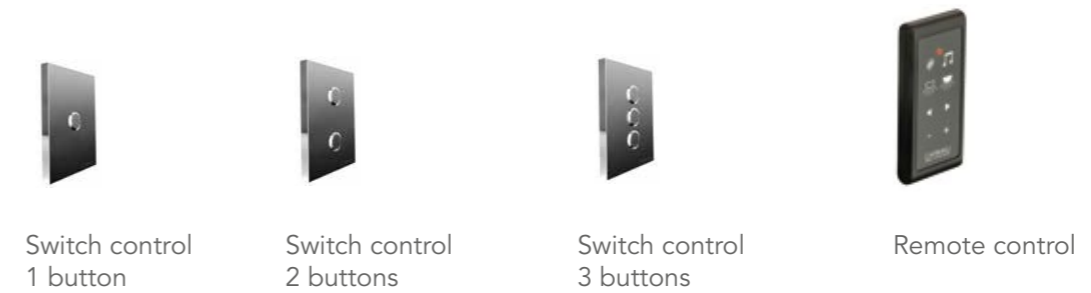 Switch control
1 button
Switch control
2 buttons
Switch control
3 buttons
Remote control